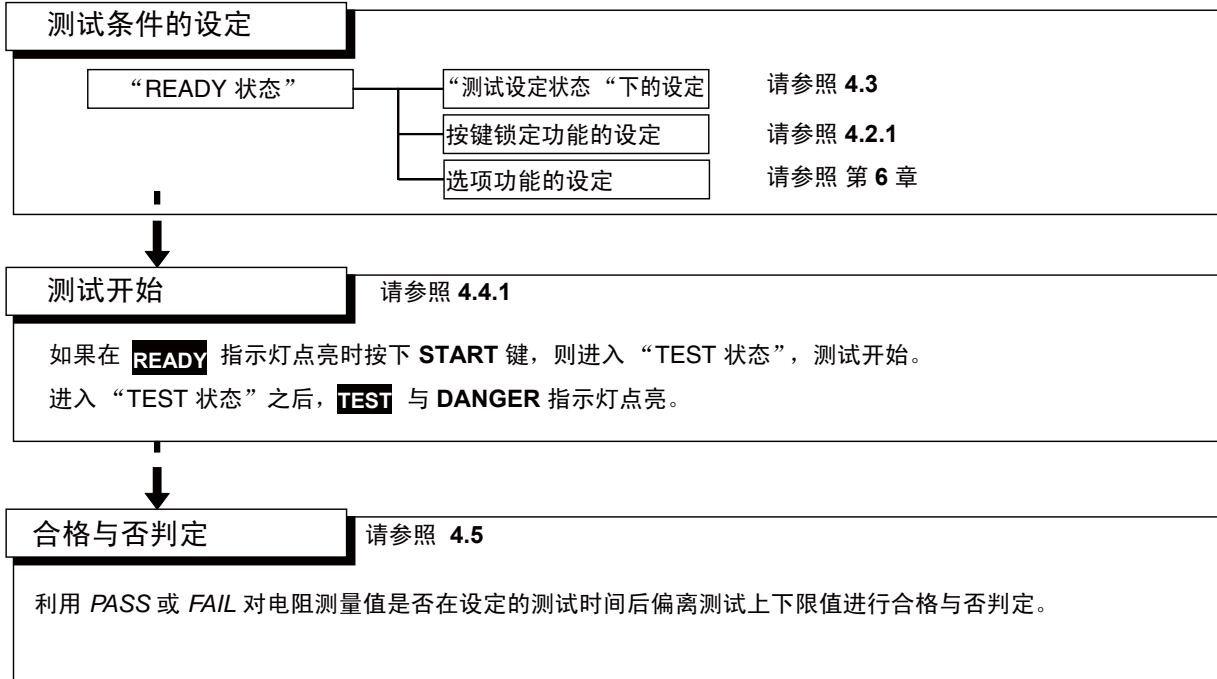 测试条件的设定
“READY 状态” “测试设定状态 “下的设定 请参照 4.3
按键锁定功能的设定 请参照 4.2.1
选项功能的设定 请参照 第 6 章
测试开始 请参照 4.4.1
如果在 READY 指示灯点亮时按下 START 键，则进入 “TEST 状态”，测试开始。
进入 “TEST 状态”之后，TEST 与 DANGER 指示灯点亮。
合格与否判定 请参照 4.5
利用 PASS 或 FAIL 对电阻测量值是否在设定的测试时间后偏离测试上下限值进行合格与否判定。